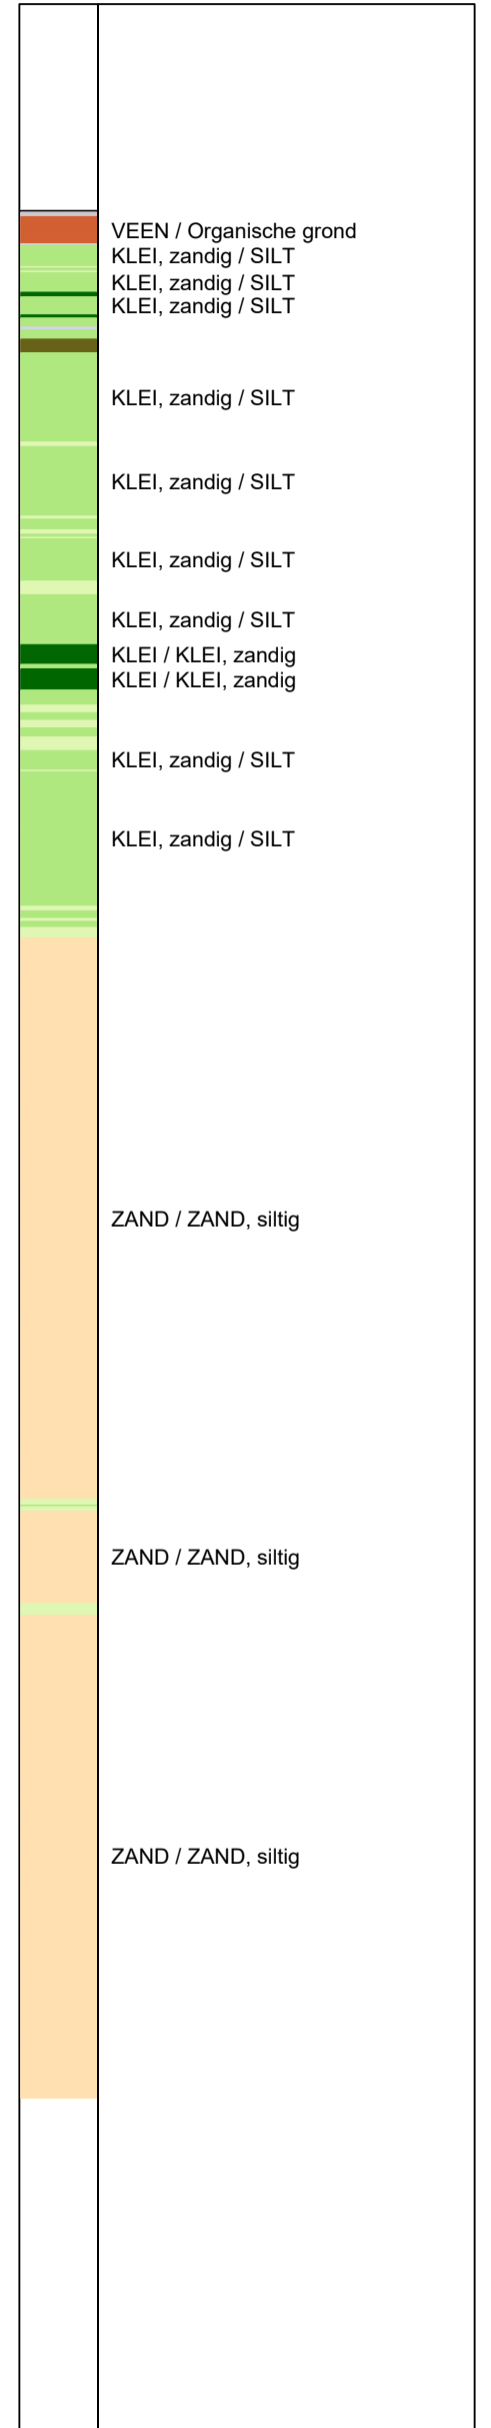 VEEN / Organische grond
KLEI, zandig / SILT
KLEI, zandig / SILT
KLEI, zandig / SILT
KLEI, zandig / SILT
KLEI, zandig / SILT
KLEI, zandig / SILT
KLEI, zandig / SILT
KLEI / KLEI, zandig
KLEI / KLEI, zandig
KLEI, zandig / SILT
KLEI, zandig / SILT
ZAND / ZAND, siltig
ZAND / ZAND, siltig
ZAND / ZAND, siltig